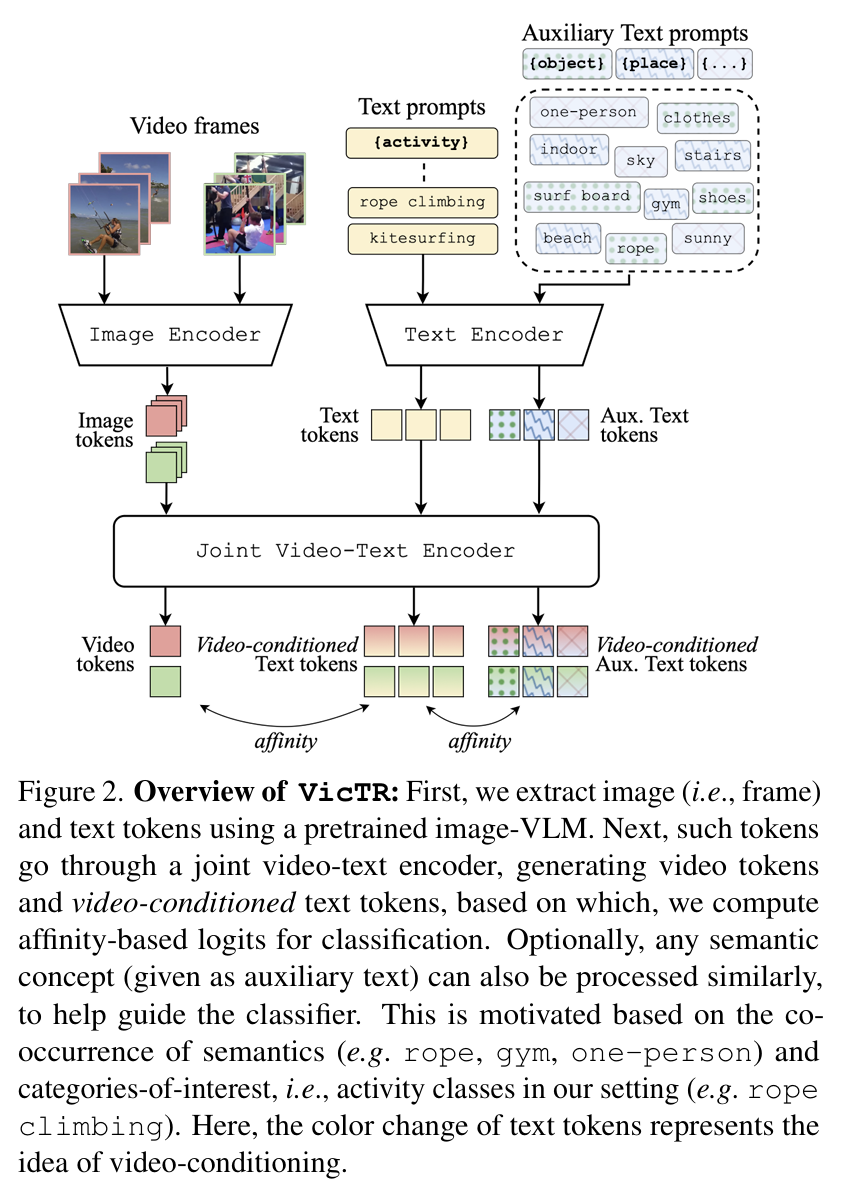 Auxiliary Text prompts
{object} {place} {...}
Video frames
Text prompts
{activity}
rope climbing
kitesurfing
one-person
clothes
indoor
sky
stairs
surf board
gym
shoes
beach
rope
sunny
Image Encoder
Text Encoder
Image
tokens
Text
tokens
Aux. Text
tokens
Joint Video-Text Encoder
Video
tokens
Video-conditioned
Text tokens
Video-conditioned
Aux. Text tokens
affinity
affinity
Figure 2. Overview of VicTR: First, we extract image (i.e., frame)
and text tokens using a pretrained image-VLM. Next, such tokens
go through a joint video-text encoder, generating video tokens
and video-conditioned text tokens, based on which, we compute
affinity-based logits for classification. Optionally, any semantic
concept (given as auxiliary text) can also be processed similarly,
to help guide the classifier. This is motivated based on the co-
occurrence of semantics (e.g. rope, gym, one-person) and
categories-of-interest, i.e., activity classes in our setting (e.g. rope
climbing). Here, the color change of text tokens represents the
idea of video-conditioning.